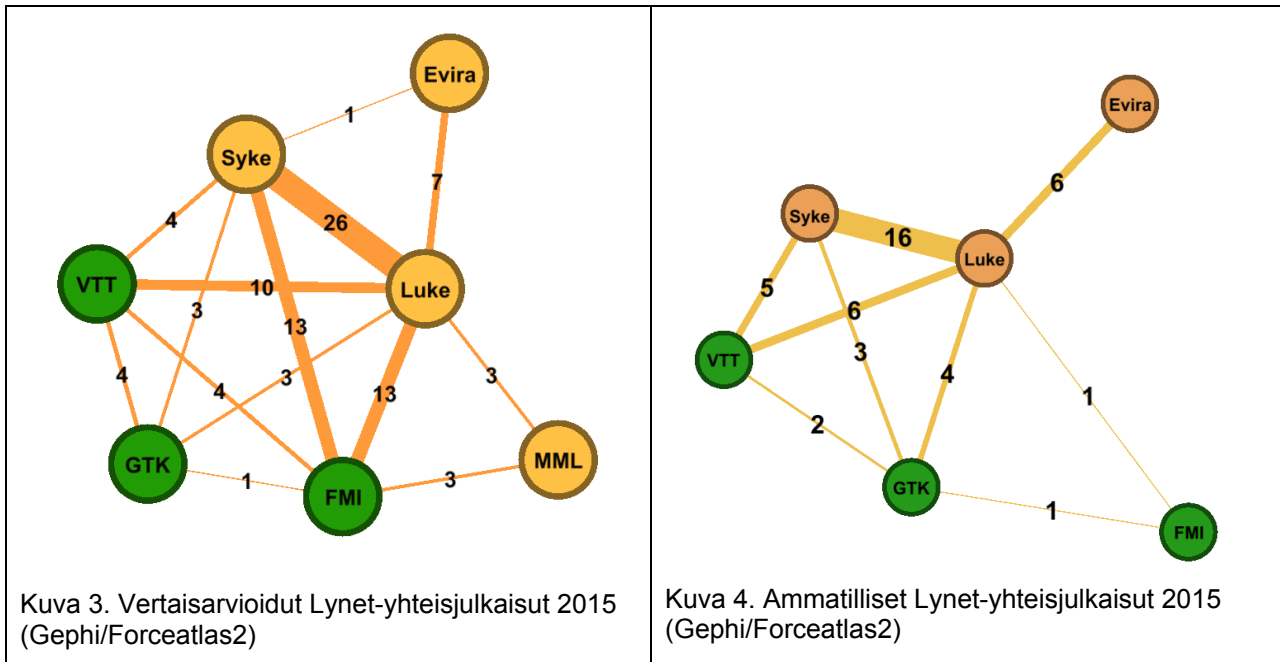 Evira
1
Syke
7
4
26
VTT
10
Luke
3
13
4
4
3
13
3
GTK
1
FMI
3
MML
Kuva 3. Vertaisarvioidut Lynet-yhteisjulkaisut 2015
(Gephi/Forceatlas2)
Evira
6
Syke
16
Luke
5
6
VTT
3
4
1
2
GTK
1
FMI
Kuva 4. Ammatilliset Lynet-yhteisjulkaisut 2015
(Gephi/Forceatlas2)